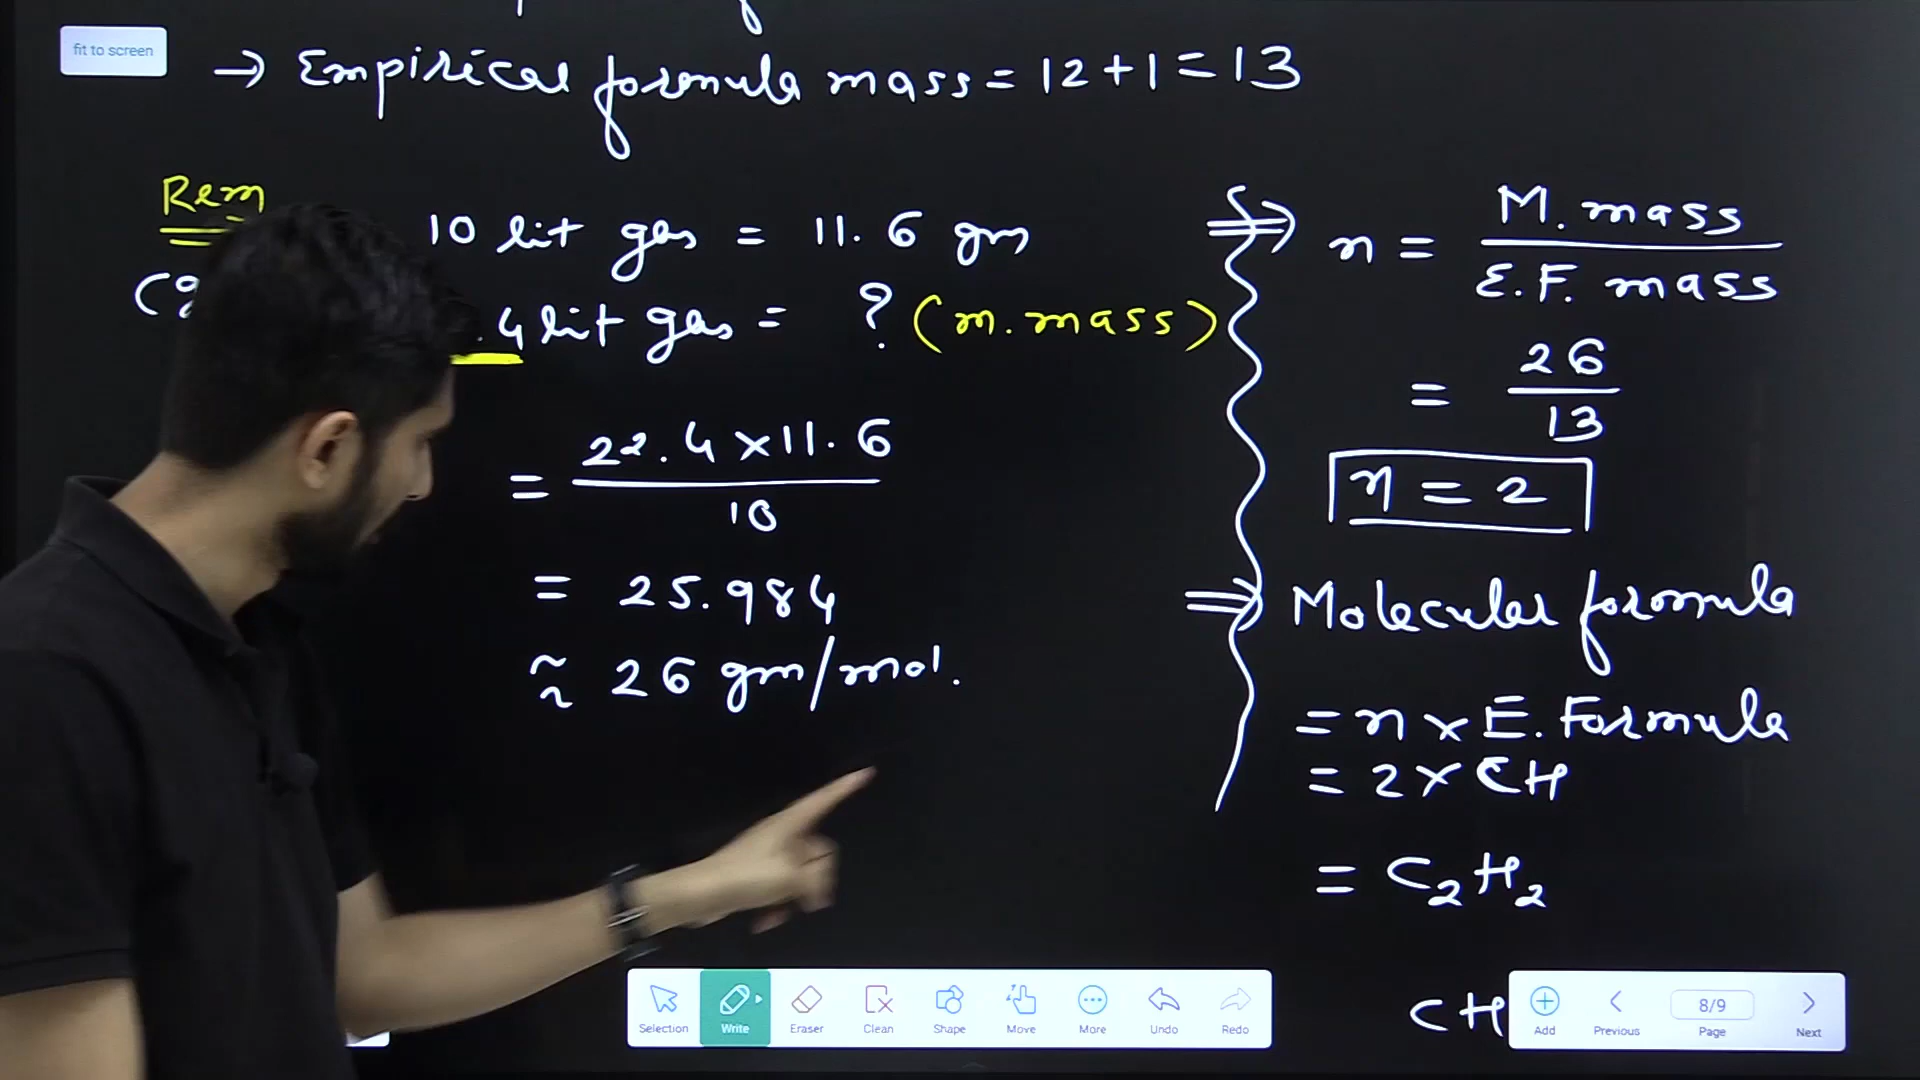 fit to screen
→ Empirical formula mass = 12 + 1 = 13
Rem
10 lit gas = 11.6 gm
.4 lit gas = ? (m. mass)
= 22.4 × 11.6
10
= 25.984
≈ 26 gm/mol.
⇒ n = M. mass
E.F. mass
= 26
13
n = 2
⇒ Molecular formula
= n × E. Formula
= 2 × CH
= C₂H₂
CH
Selection Write Eraser Clean Shape Move More Undo Redo
Add Previous 8/9 Page Next